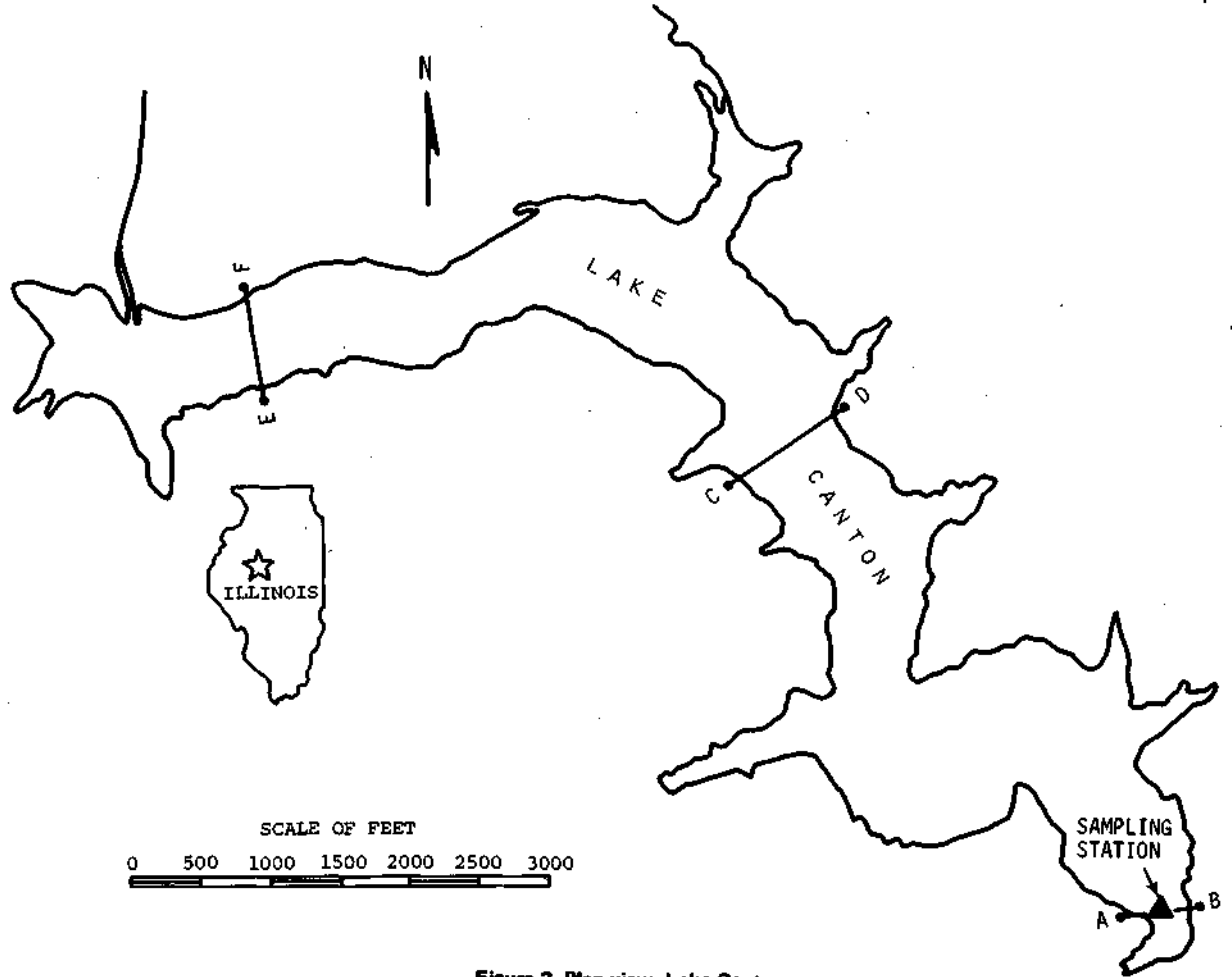 N
F
LAKE
E
D
C
CANTON
ILLINOIS
SCALE OF FEET
0 500 1000 1500 2000 2500 3000
SAMPLING
STATION
A
B